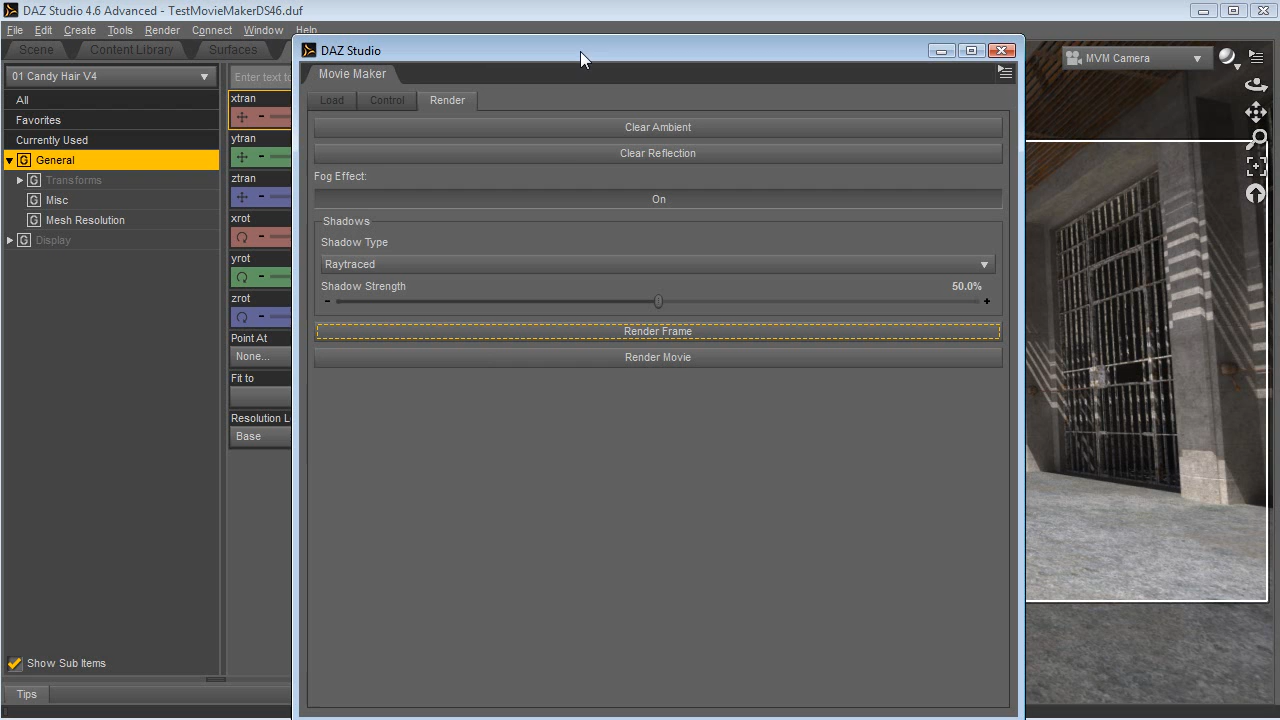 DAZ Studio 4.6 Advanced - TestMovieMakerDS46.duf
File Edit Create Tools Render Connect Window Help
Scene Content Library Surfaces
01 Candy Hair V4
All
Favorites
Currently Used
General
Transforms
Misc
Mesh Resolution
Display
Show Sub Items
Tips
Enter text to
xtran
ytran
ztran
xrot
yrot
zrot
Point At
None...
Fit to
Resolution L
Base
DAZ Studio
Movie Maker
Load Control Render
Clear Ambient
Clear Reflection
Fog Effect:
On
Shadows
Shadow Type
Raytraced
Shadow Strength 50.0%
Render Frame
Render Movie
MVM Camera